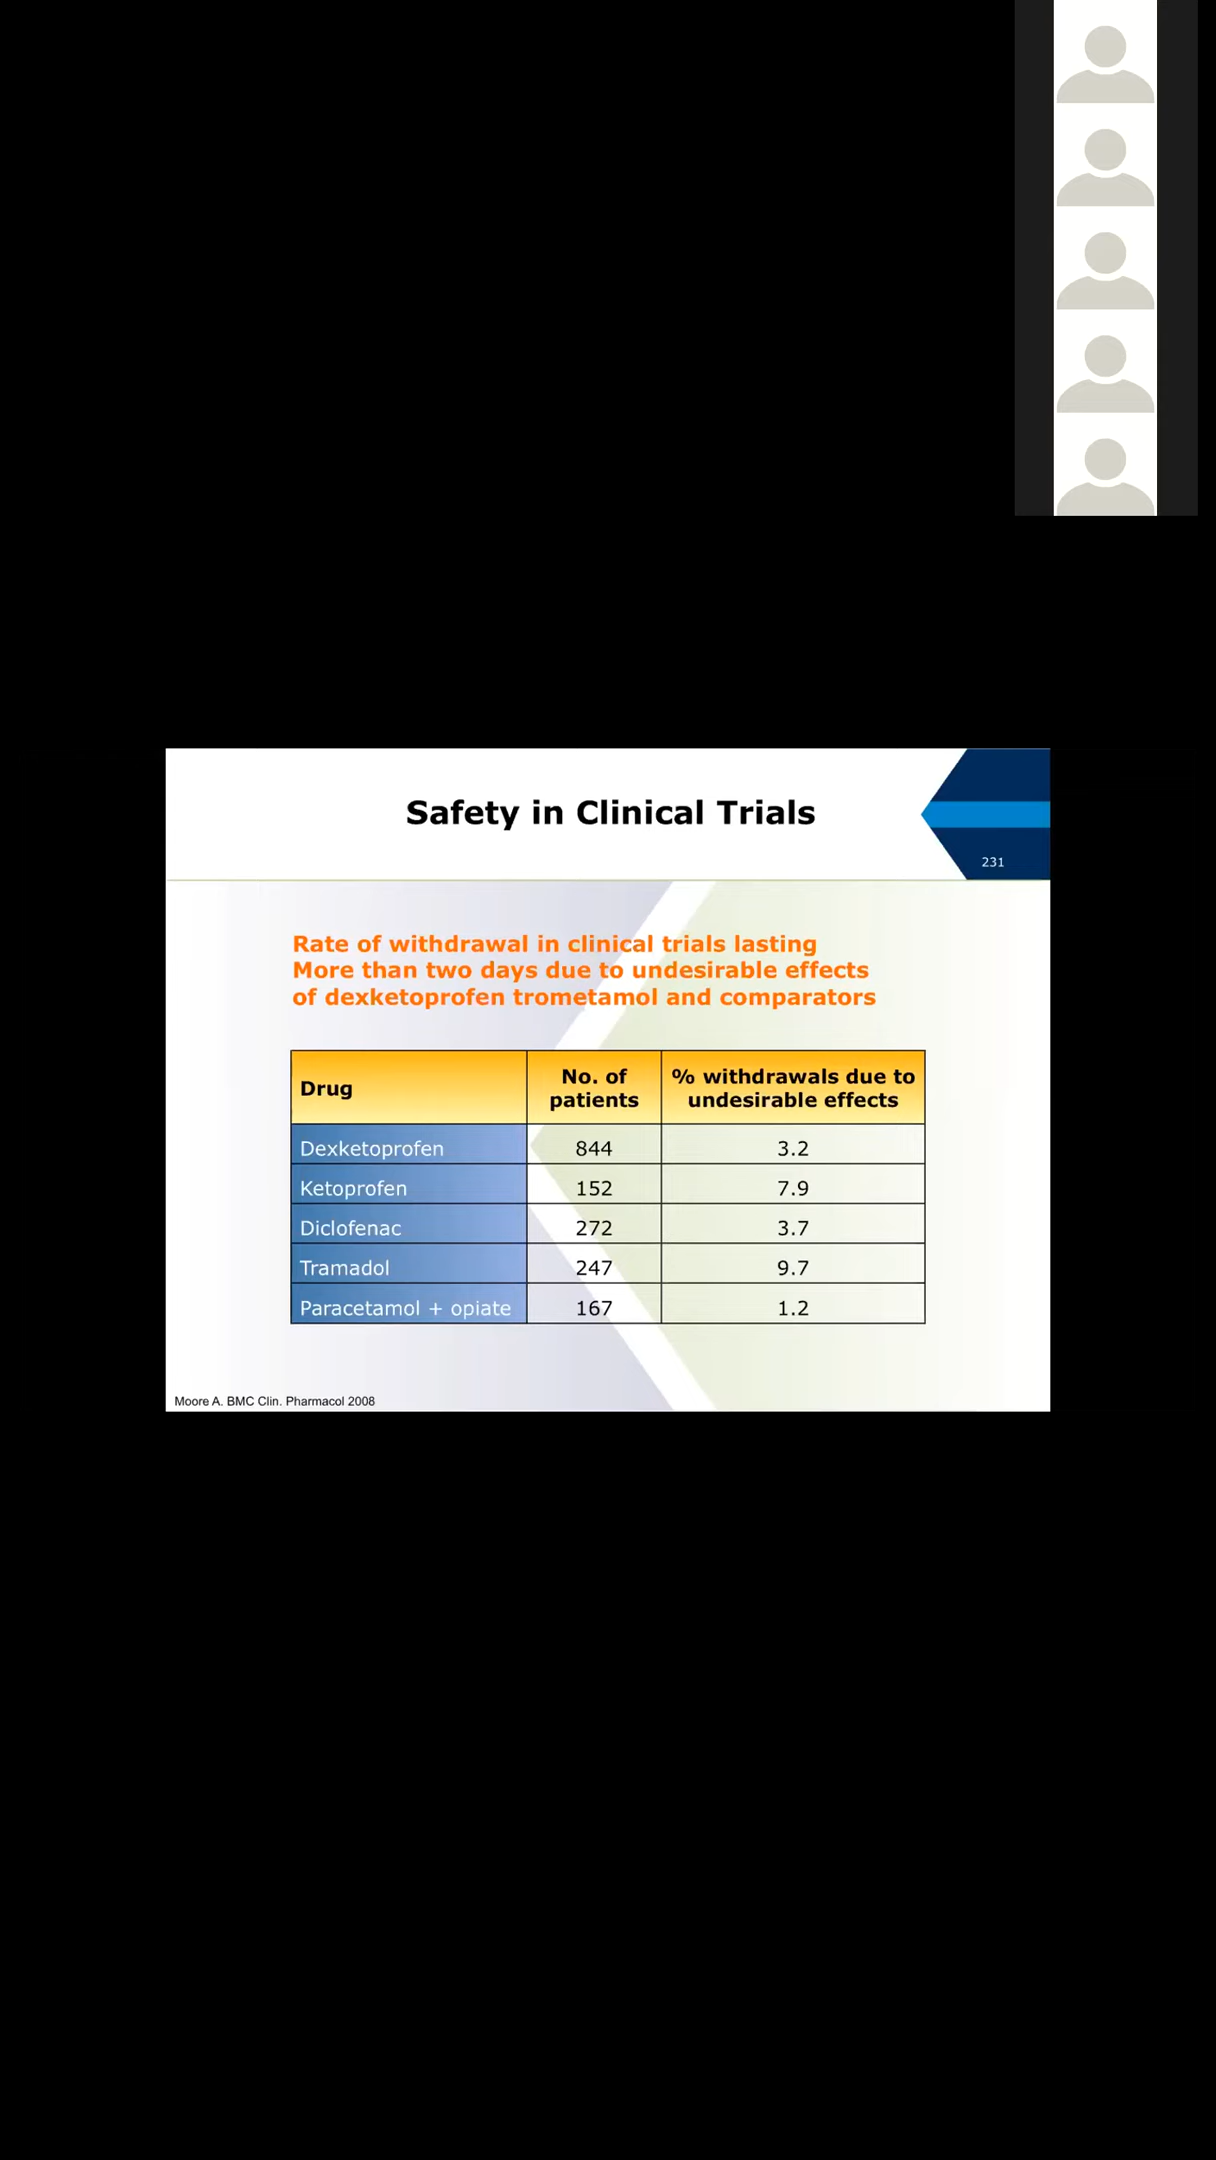 Safety in Clinical Trials
231
Rate of withdrawal in clinical trials lasting
More than two days due to undesirable effects
of dexketoprofen trometamol and comparators
Drug
No. of
patients
% withdrawals due to
undesirable effects
Dexketoprofen 844 3.2
Ketoprofen 152 7.9
Diclofenac 272 3.7
Tramadol 247 9.7
Paracetamol + opiate 167 1.2
Moore A. BMC Clin. Pharmacol 2008